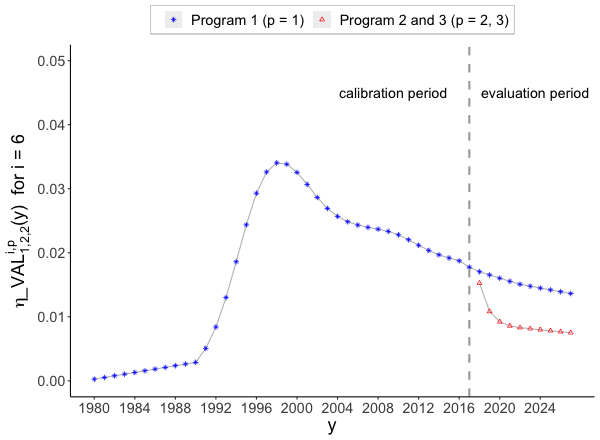 Program 1 (p = 1) Program 2 and 3 (p = 2, 3)
calibration period evaluation period
η_VAL^{i,p}_{1,2,2}(y) for i = 6
0.05
0.04
0.03
0.02
0.01
0.00
1980 1984 1988 1992 1996 2000 2004 2008 2012 2016 2020 2024
y